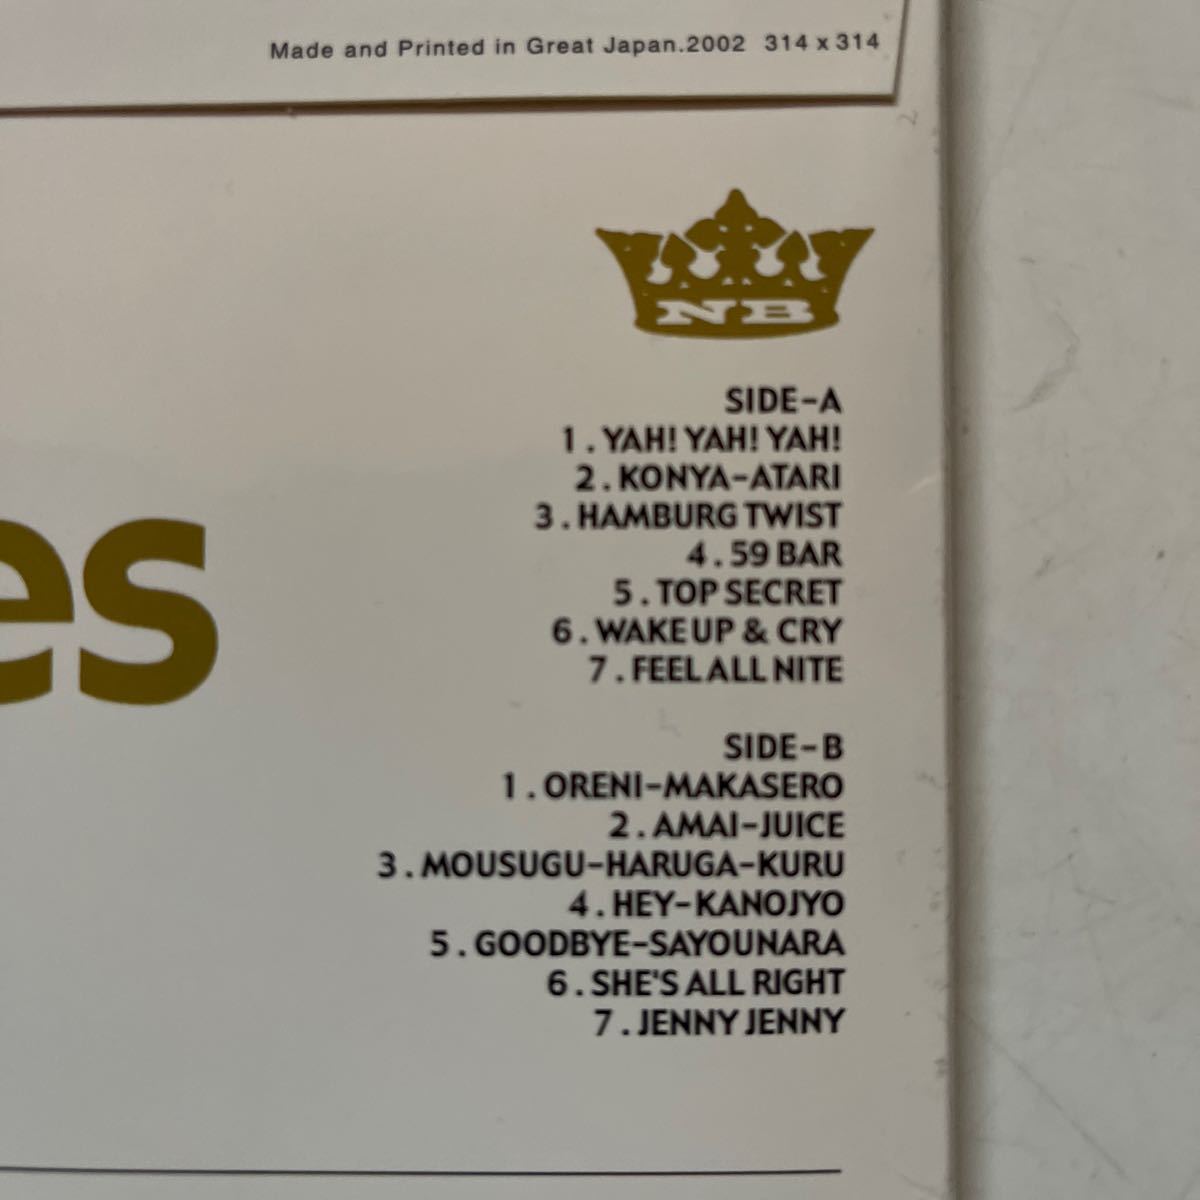 Made and Printed in Great Japan.2002 314 x 314
NB
SIDE-A
1.YAH! YAH! YAH!
2.KONYA-ATARI
3.HAMBURG TWIST
4.59 BAR
5.TOP SECRET
6.WAKE UP & CRY
7.FEEL ALL NITE
es
SIDE-B
1.ORENI-MAKASERO
2.AMAI-JUICE
3.MOUSUGU-HARUGA-KURU
4.HEY-KANOJYO
5.GOODBYE-SAYOUNARA
6.SHE'S ALL RIGHT
7.JENNY JENNY